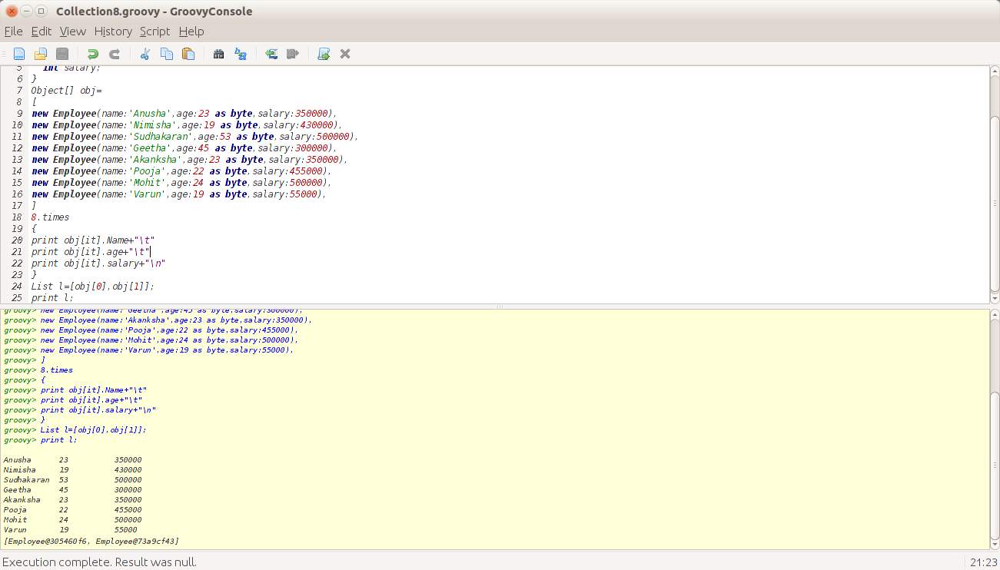 Collection8.groovy - GroovyConsole
File Edit View History Script Help
5 int salary;
6 }
7 Object[] obj=
8 [
9 new Employee(name:'Anusha',age:23 as byte,salary:350000),
10 new Employee(name:'Nimisha',age:19 as byte,salary:430000),
11 new Employee(name:'Sudhakaran',age:53 as byte,salary:500000),
12 new Employee(name:'Geetha',age:45 as byte,salary:300000),
13 new Employee(name:'Akanksha',age:23 as byte,salary:350000),
14 new Employee(name:'Pooja',age:22 as byte,salary:455000),
15 new Employee(name:'Mohit',age:24 as byte,salary:500000),
16 new Employee(name:'Varun',age:19 as byte,salary:55000),
17 ]
18 8.times
19 {
20 print obj[it].Name+"\t"
21 print obj[it].age+"\t"
22 print obj[it].salary+"\n"
23 }
24 List l=[obj[0],obj[1]];
25 print l;
groovy> new Employee(name:'Geetha',age:45 as byte,salary:300000),
groovy> new Employee(name:'Akanksha',age:23 as byte,salary:350000),
groovy> new Employee(name:'Pooja',age:22 as byte,salary:455000),
groovy> new Employee(name:'Mohit',age:24 as byte,salary:500000),
groovy> new Employee(name:'Varun',age:19 as byte,salary:55000),
groovy> ]
groovy> 8.times
groovy> {
groovy> print obj[it].Name+"\t"
groovy> print obj[it].age+"\t"
groovy> print obj[it].salary+"\n"
groovy> }
groovy> List l=[obj[0],obj[1]];
groovy> print l;
Anusha 23 350000
Nimisha 19 430000
Sudhakaran 53 500000
Geetha 45 300000
Akanksha 23 350000
Pooja 22 455000
Mohit 24 500000
Varun 19 55000
[Employee@305460f6, Employee@73a9cf43]
Execution complete. Result was null. 21:23